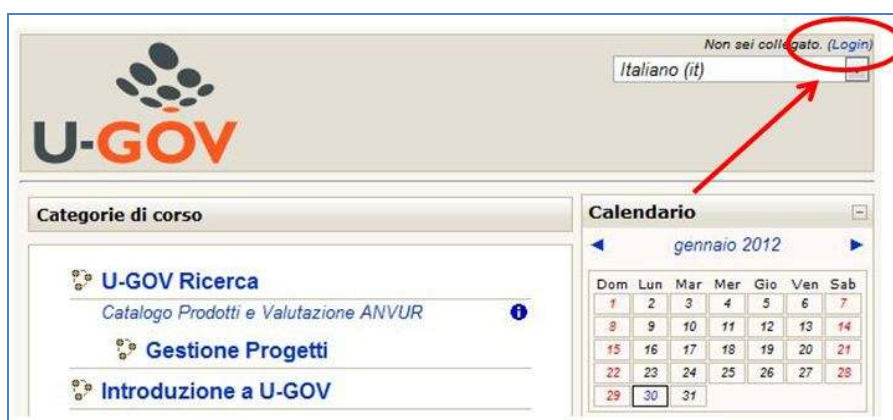 Non sei collegato. (Login)
Italiano (it)
U-GOV
Categorie di corso
U-GOV Ricerca
Catalogo Prodotti e Valutazione ANVUR
Gestione Progetti
Introduzione a U-GOV
Calendario
gennaio 2012
Dom Lun Mar Mer Gio Ven Sab
1 2 3 4 5 6 7
8 9 10 11 12 13 14
15 16 17 18 19 20 21
22 23 24 25 26 27 28
29 30 31